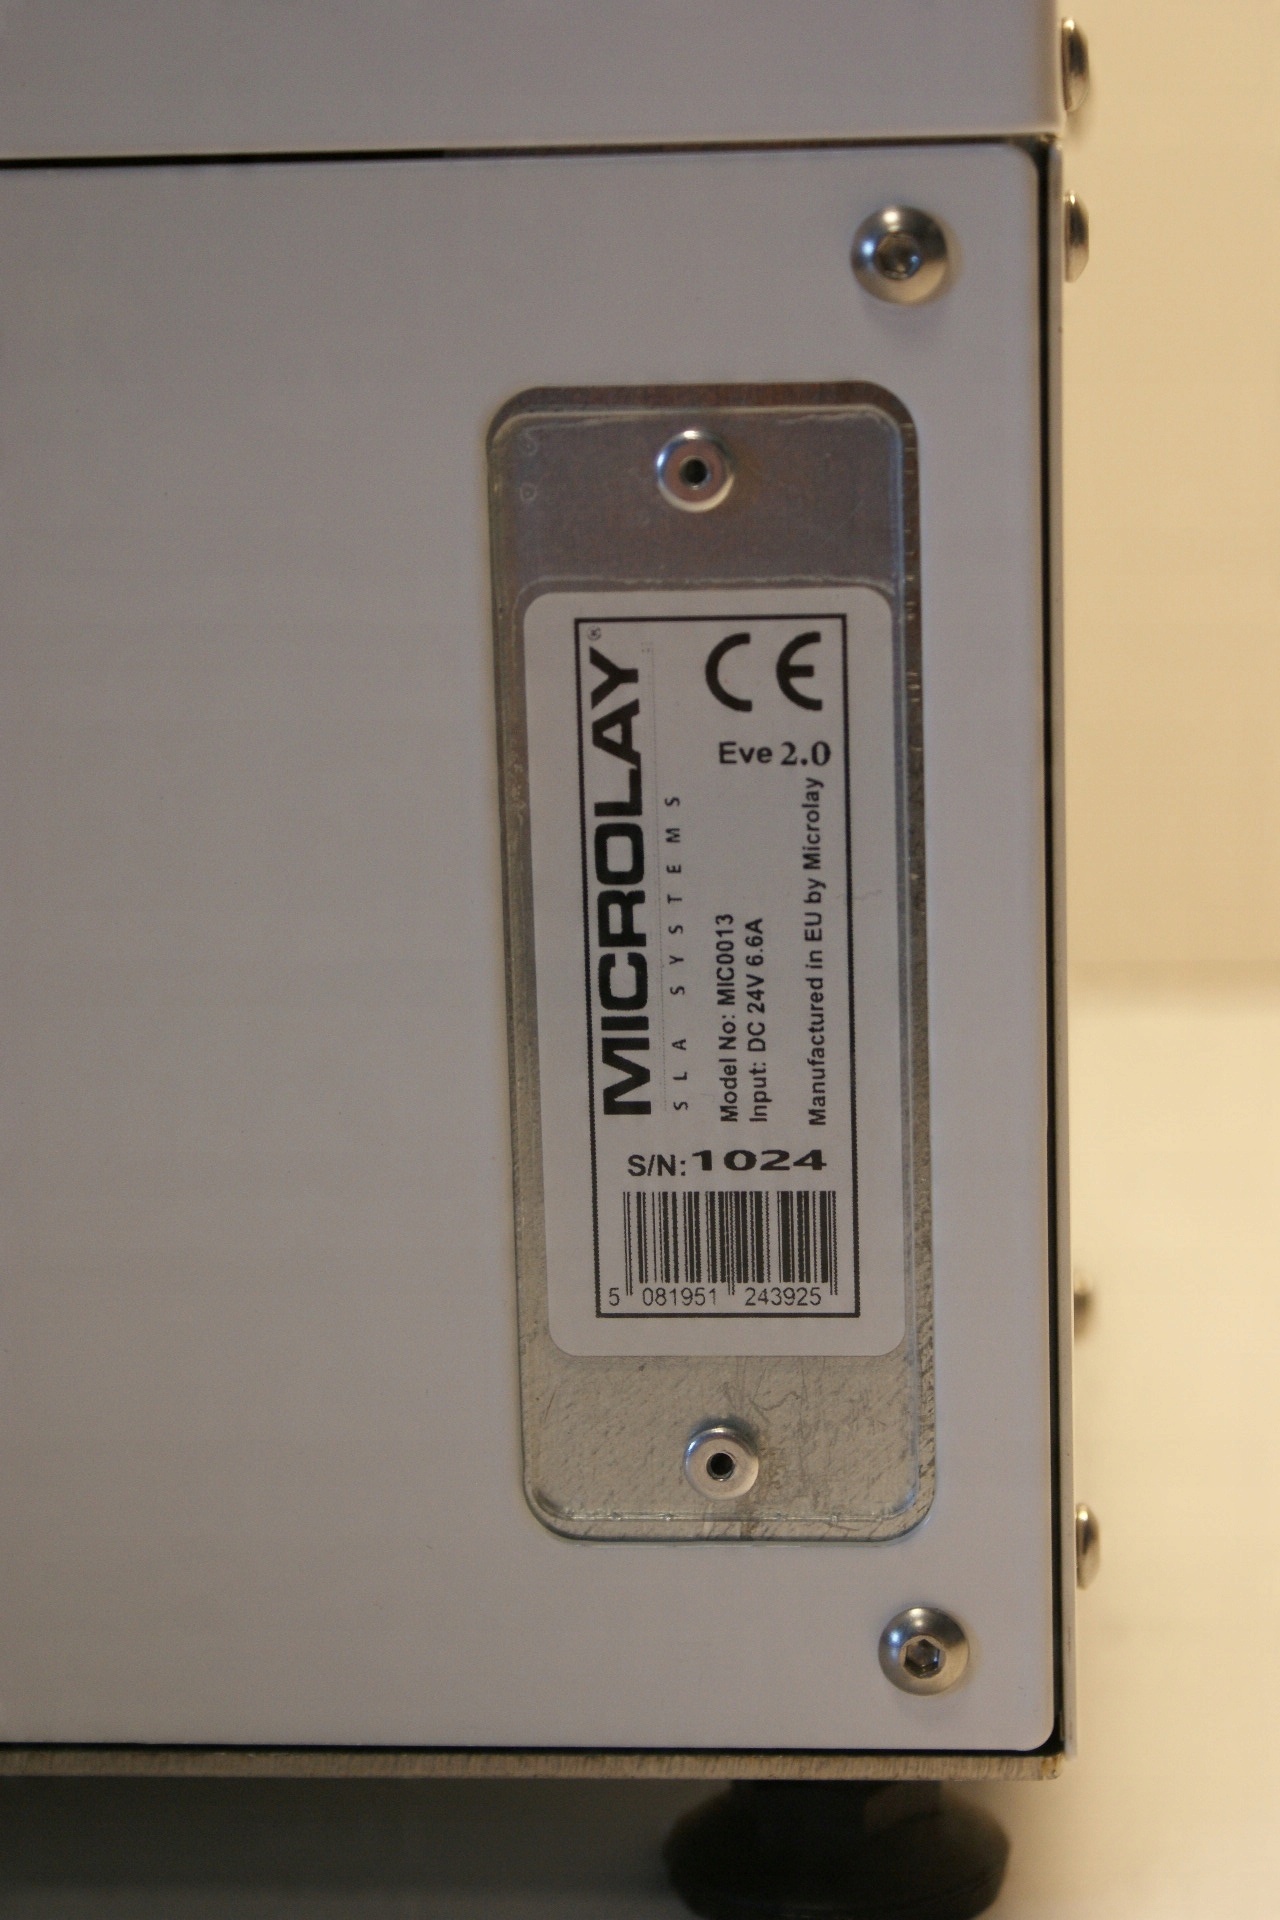 MICROLAY®
SLA SYSTEMS
CE
Eve 2.0
Model No: MIC0013
Input: DC 24V 6.6A
Manufactured in EU by Microlay
S/N: 1024
5 081951 243925